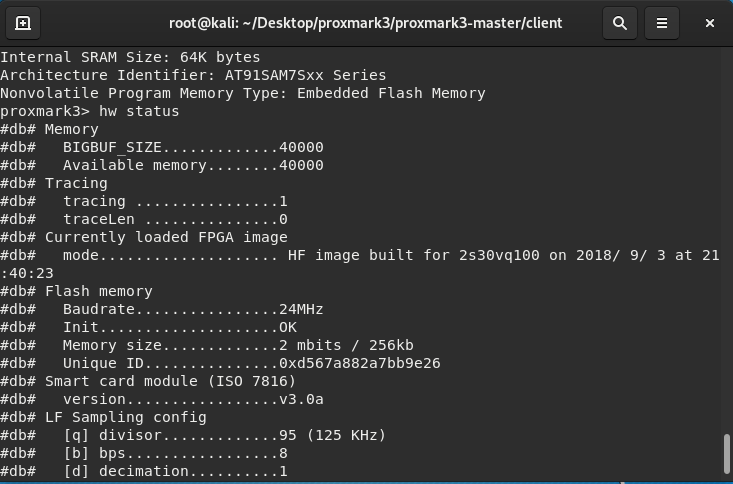 root@kali: ~/Desktop/proxmark3/proxmark3-master/client
Internal SRAM Size: 64K bytes
Architecture Identifier: AT91SAM7Sxx Series
Nonvolatile Program Memory Type: Embedded Flash Memory
proxmark3> hw status
#db# Memory
#db#   BIGBUF_SIZE.............40000
#db#   Available memory........40000
#db# Tracing
#db#   tracing ................1
#db#   traceLen ...............0
#db# Currently loaded FPGA image
#db#   mode.................... HF image built for 2s30vq100 on 2018/ 9/ 3 at 21
:40:23
#db# Flash memory
#db#   Baudrate................24MHz
#db#   Init....................OK
#db#   Memory size.............2 mbits / 256kb
#db#   Unique ID...............0xd567a882a7bb9e26
#db# Smart card module (ISO 7816)
#db#   version.................v3.0a
#db# LF Sampling config
#db#   [q] divisor.............95 (125 KHz)
#db#   [b] bps.................8
#db#   [d] decimation..........1